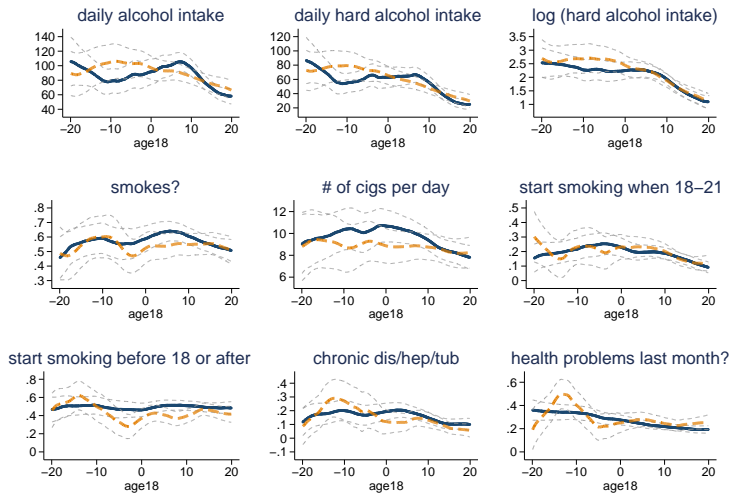 daily alcohol intake
140
120
100
80
60
40
−20 −10 0 10 20
age18
daily hard alcohol intake
120
100
80
60
40
20
−20 −10 0 10 20
age18
log (hard alcohol intake)
3.5
3
2.5
2
1.5
1
−20 −10 0 10 20
age18
smokes?
.8
.7
.6
.5
.4
.3
−20 −10 0 10 20
age18
# of cigs per day
12
10
8
6
−20 −10 0 10 20
age18
start smoking when 18−21
.5
.4
.3
.2
.1
0
−20 −10 0 10 20
age18
start smoking before 18 or after
.8
.6
.4
.2
0
−20 −10 0 10 20
age18
chronic dis/hep/tub
.4
.3
.2
.1
0
−.1
−20 −10 0 10 20
age18
health problems last month?
.6
.4
.2
0
−20 −10 0 10 20
age18